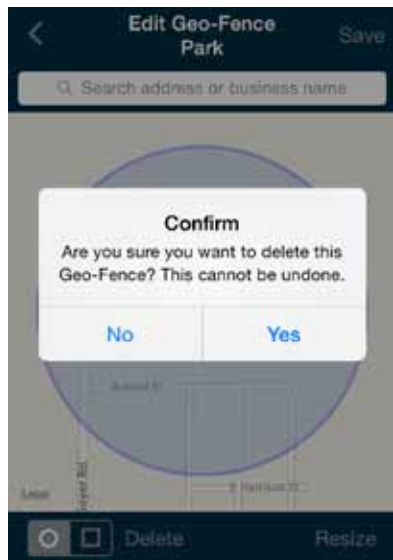 Edit Geo-Fence
Park
Save
Search address or business name
Confirm
Are you sure you want to delete this
Geo-Fence? This cannot be undone.
No
Yes
Legal
Delete
Resize